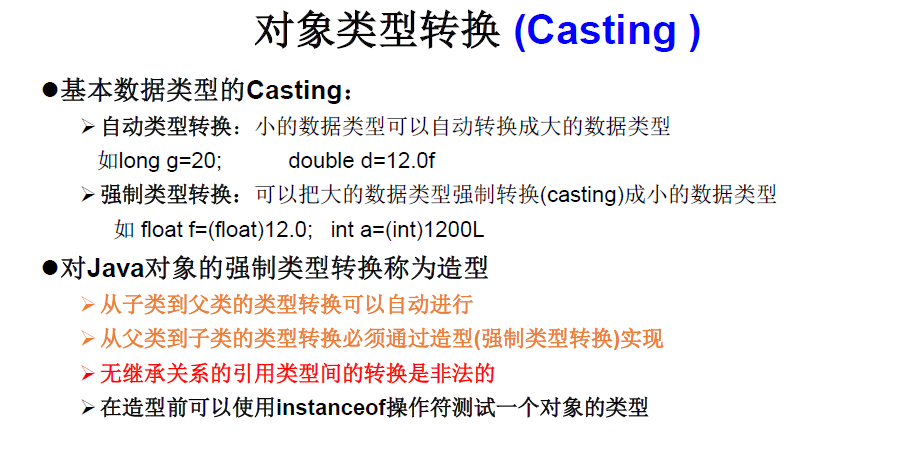 对象类型转换 (Casting )
●基本数据类型的Casting：
➢自动类型转换：小的数据类型可以自动转换成大的数据类型
如long g=20; double d=12.0f
➢强制类型转换：可以把大的数据类型强制转换(casting)成小的数据类型
如 float f=(float)12.0; int a=(int)1200L
●对Java对象的强制类型转换称为造型
➢从子类到父类的类型转换可以自动进行
➢从父类到子类的类型转换必须通过造型(强制类型转换)实现
➢无继承关系的引用类型间的转换是非法的
➢在造型前可以使用instanceof操作符测试一个对象的类型